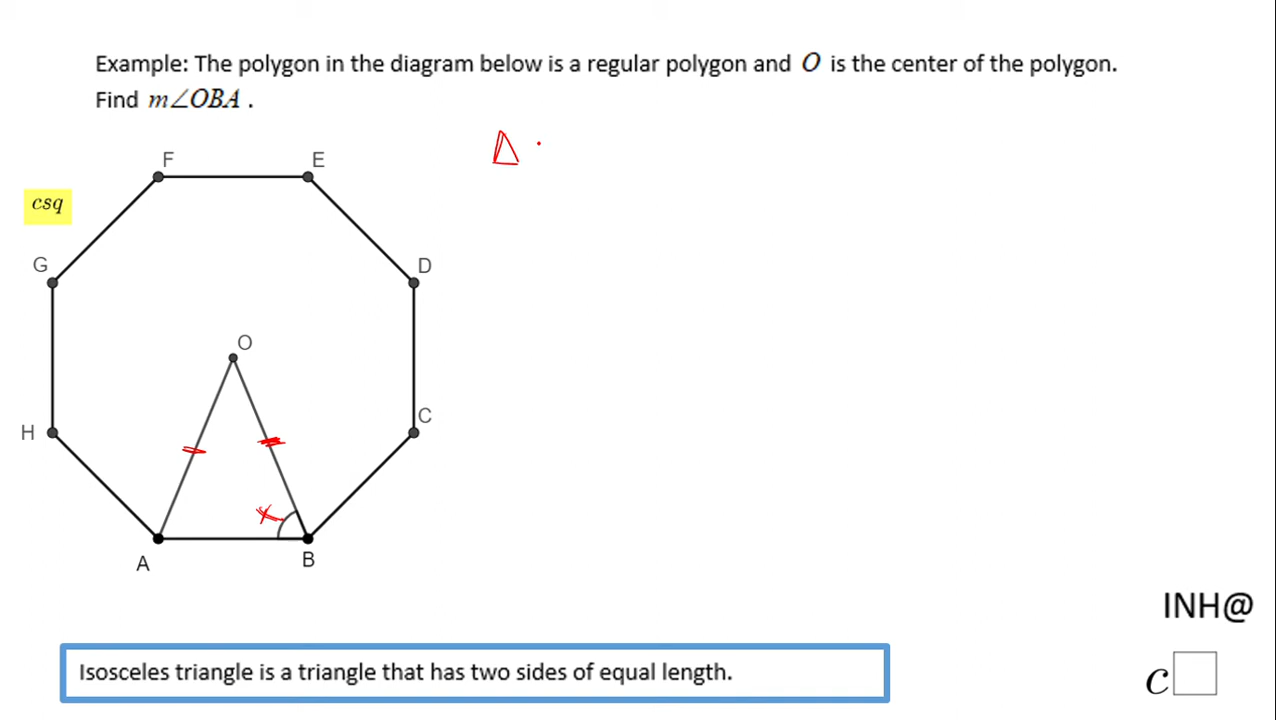 Example: The polygon in the diagram below is a regular polygon and O is the center of the polygon.
Find m∠OBA .
Δ
F
E
csq
G
D
O
C
H
x
A
B
INH@
Isosceles triangle is a triangle that has two sides of equal length.
c□